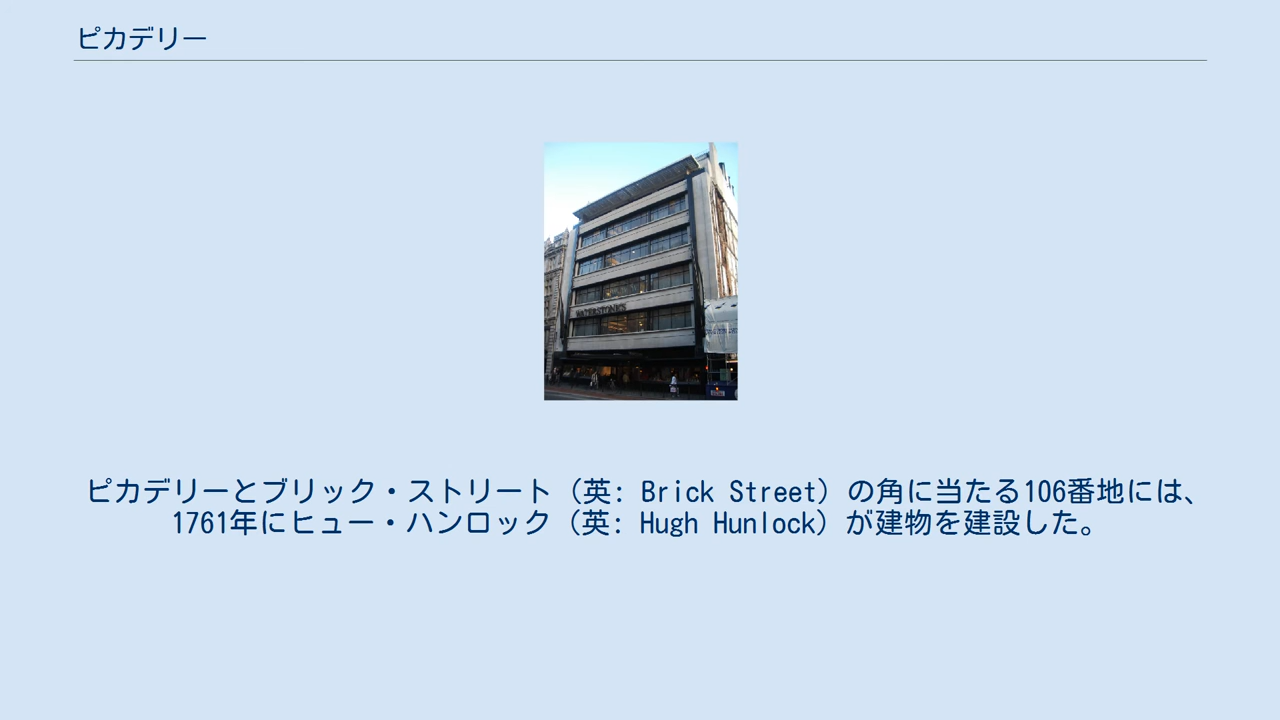 ピカデリー
WATERSTONE'S
ピカデリーとブリック・ストリート（英: Brick Street）の角に当たる106番地には、
1761年にヒュー・ハンロック（英: Hugh Hunlock）が建物を建設した。